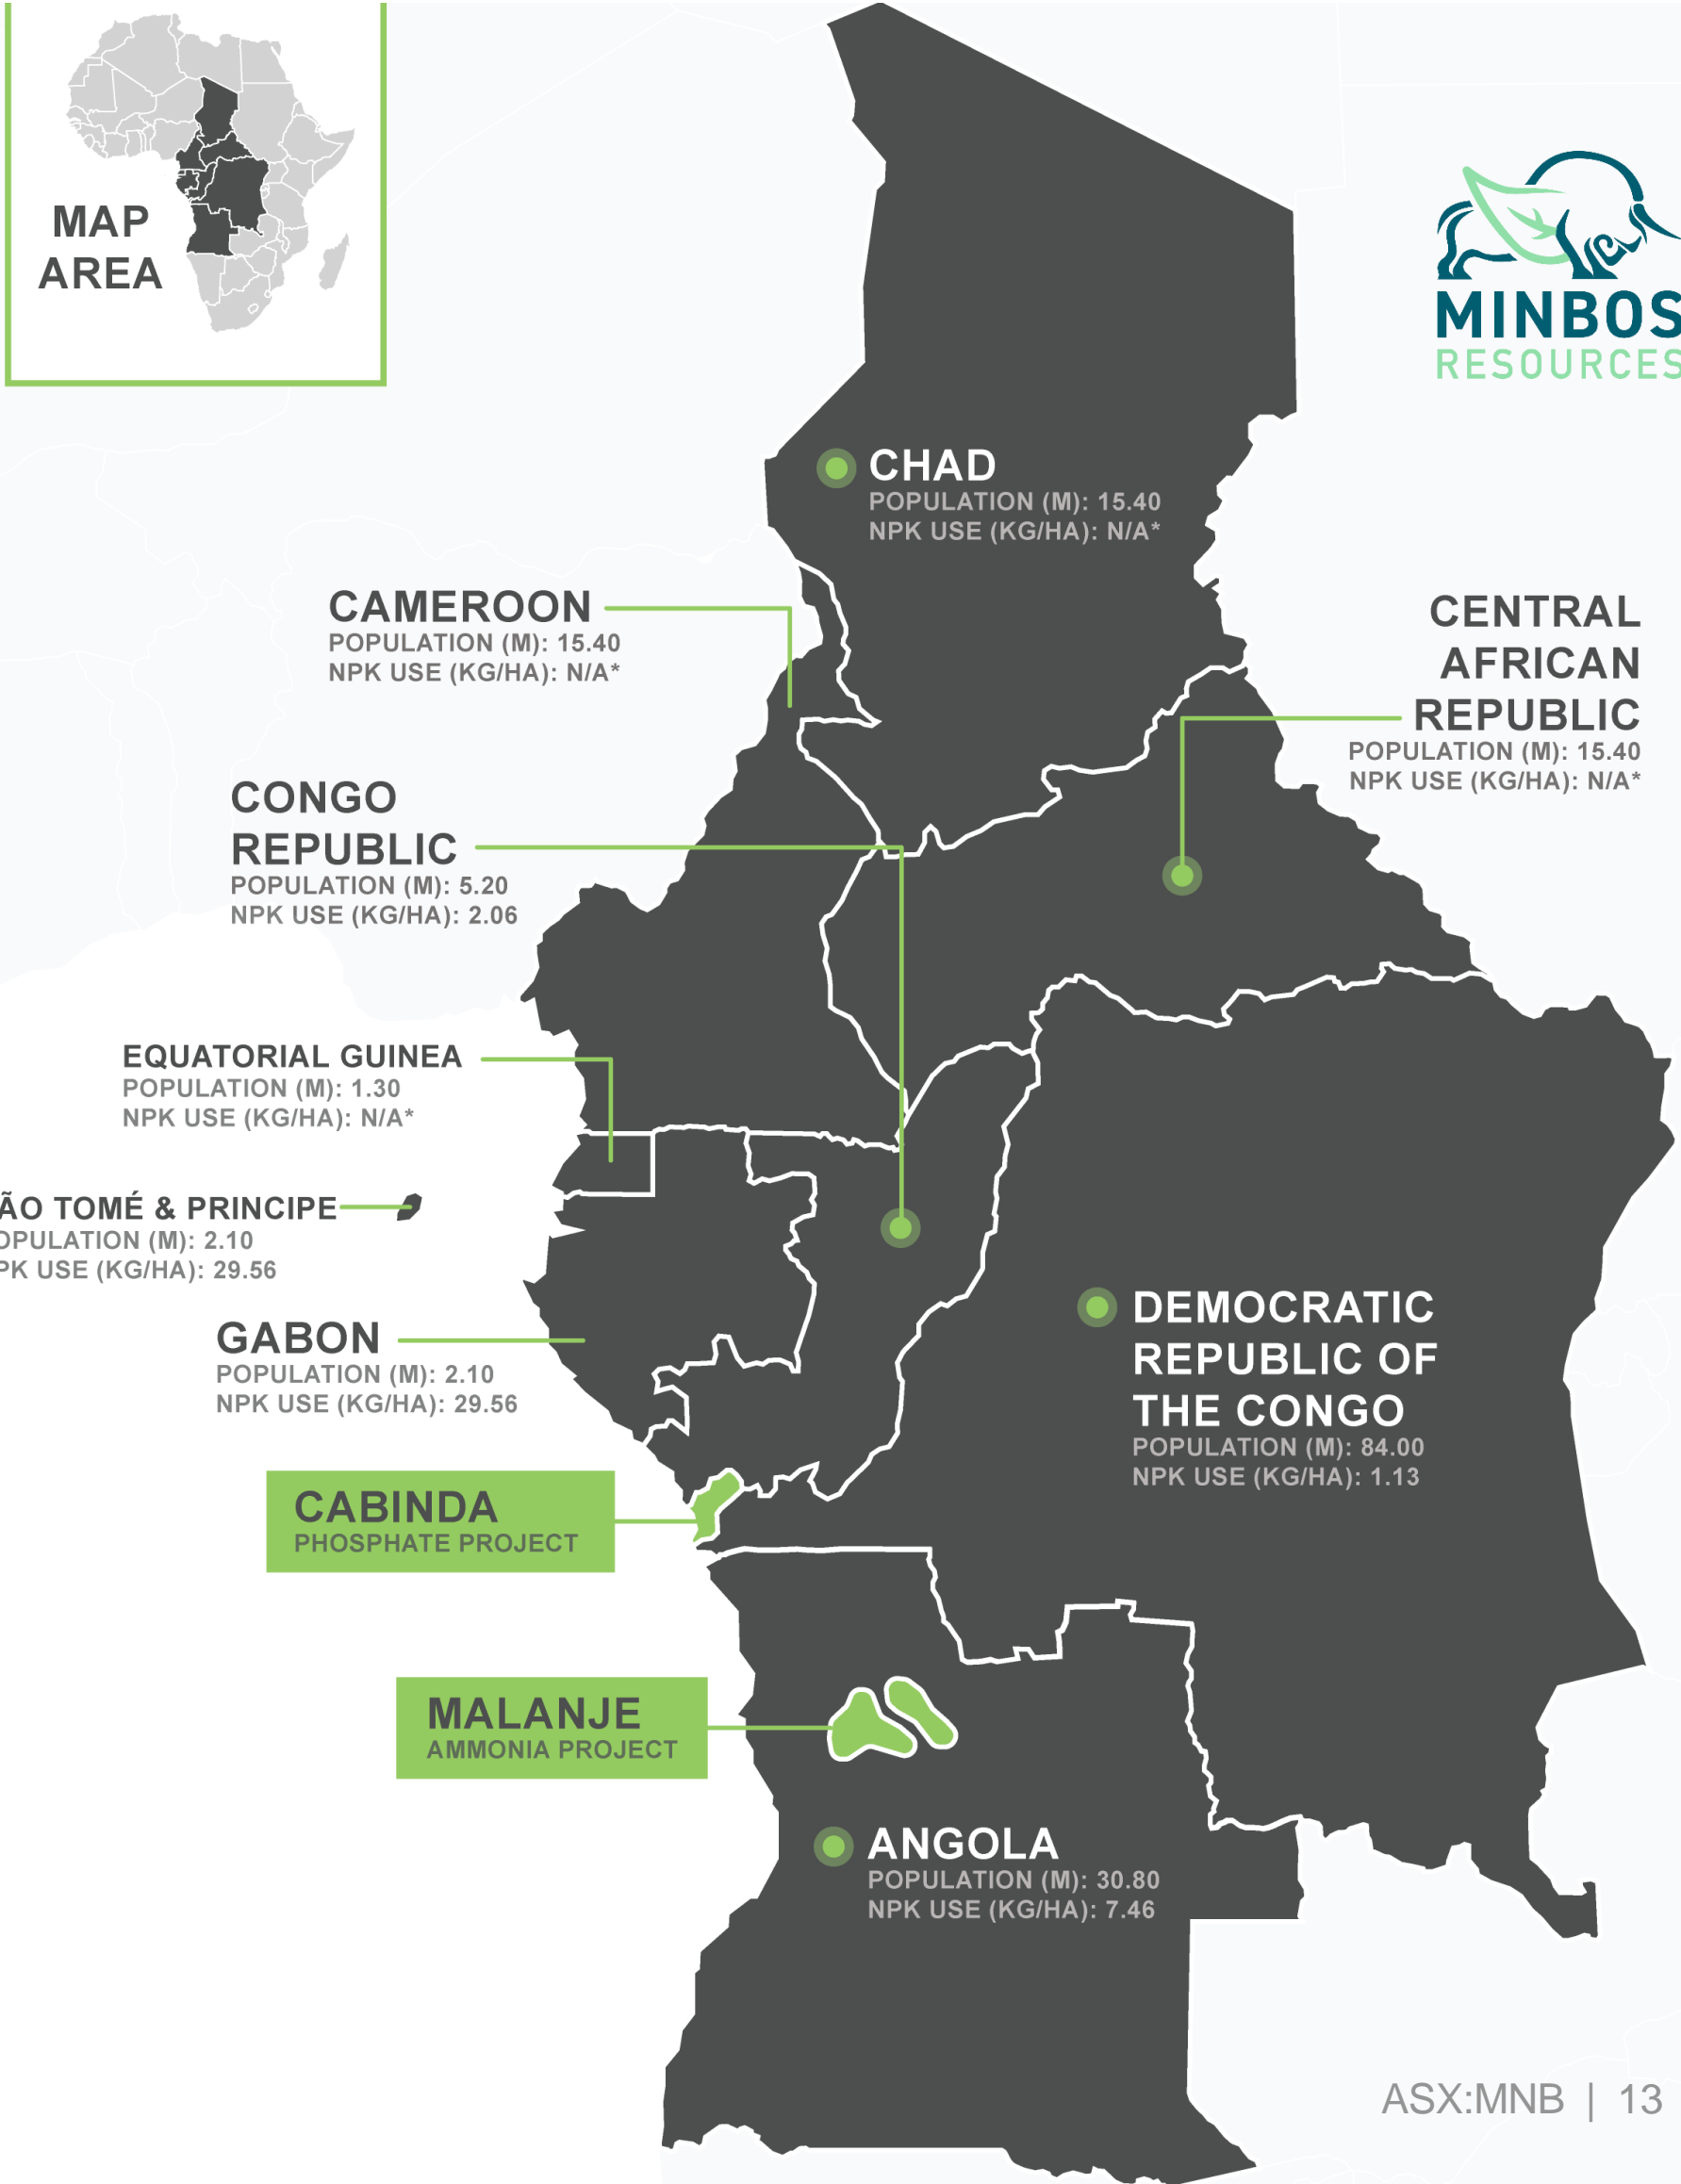 MAP
AREA
MINBOS
RESOURCES
CHAD
POPULATION (M): 15.40
NPK USE (KG/HA): N/A*
CAMEROON
POPULATION (M): 15.40
NPK USE (KG/HA): N/A*
CENTRAL
AFRICAN
REPUBLIC
POPULATION (M): 15.40
NPK USE (KG/HA): N/A*
CONGO
REPUBLIC
POPULATION (M): 5.20
NPK USE (KG/HA): 2.06
EQUATORIAL GUINEA
POPULATION (M): 1.30
NPK USE (KG/HA): N/A*
ÃO TOMÉ & PRINCIPE
OPULATION (M): 2.10
PK USE (KG/HA): 29.56
GABON
POPULATION (M): 2.10
NPK USE (KG/HA): 29.56
DEMOCRATIC
REPUBLIC OF
THE CONGO
POPULATION (M): 84.00
NPK USE (KG/HA): 1.13
CABINDA
PHOSPHATE PROJECT
MALANJE
AMMONIA PROJECT
ANGOLA
POPULATION (M): 30.80
NPK USE (KG/HA): 7.46
ASX:MNB | 13